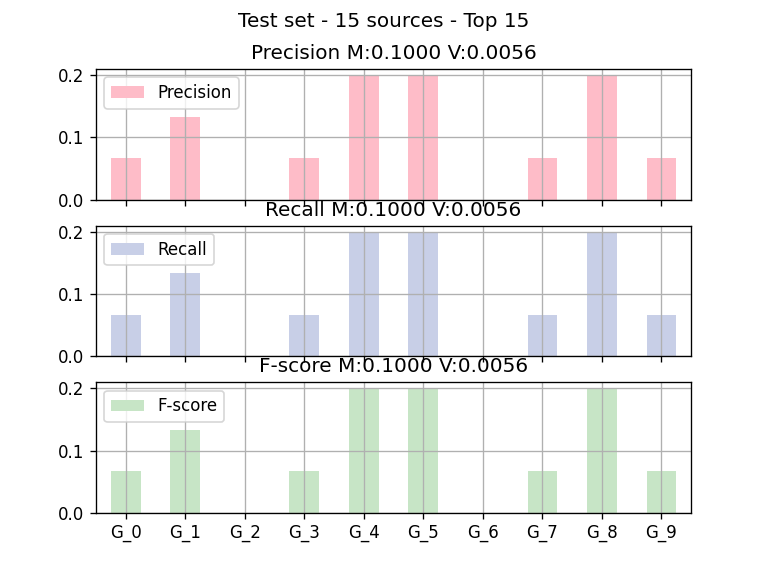 Test set - 15 sources - Top 15
Precision M:0.1000 V:0.0056
0.2
0.1
0.0
Precision
Recall M:0.1000 V:0.0056
0.2
0.1
0.0
Recall
F-score M:0.1000 V:0.0056
0.2
0.1
0.0
F-score
G_0 G_1 G_2 G_3 G_4 G_5 G_6 G_7 G_8 G_9